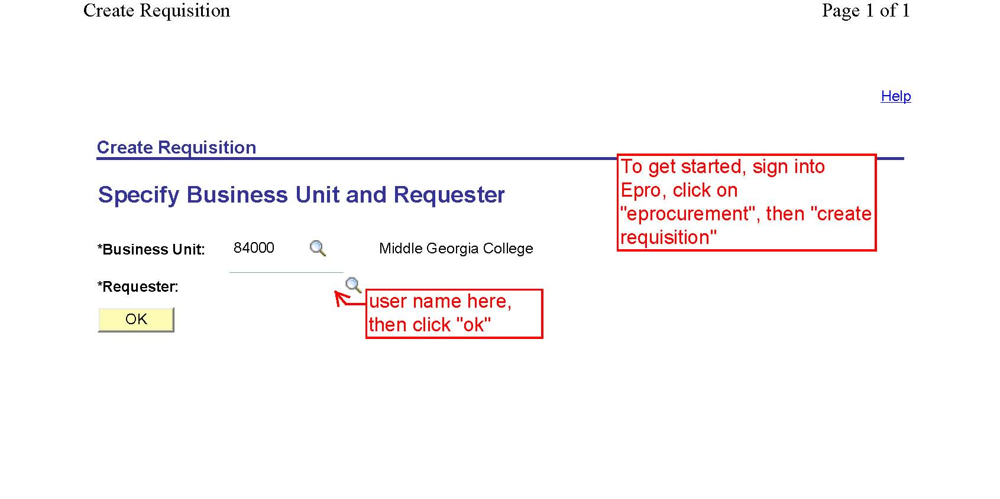 Create Requisition
Page 1 of 1
Help
Create Requisition
To get started, sign into
Epro, click on
"eprocurement", then "create
requisition"
Specify Business Unit and Requester
*Business Unit: 84000 Middle Georgia College
*Requester:
user name here,
then click "ok"
OK